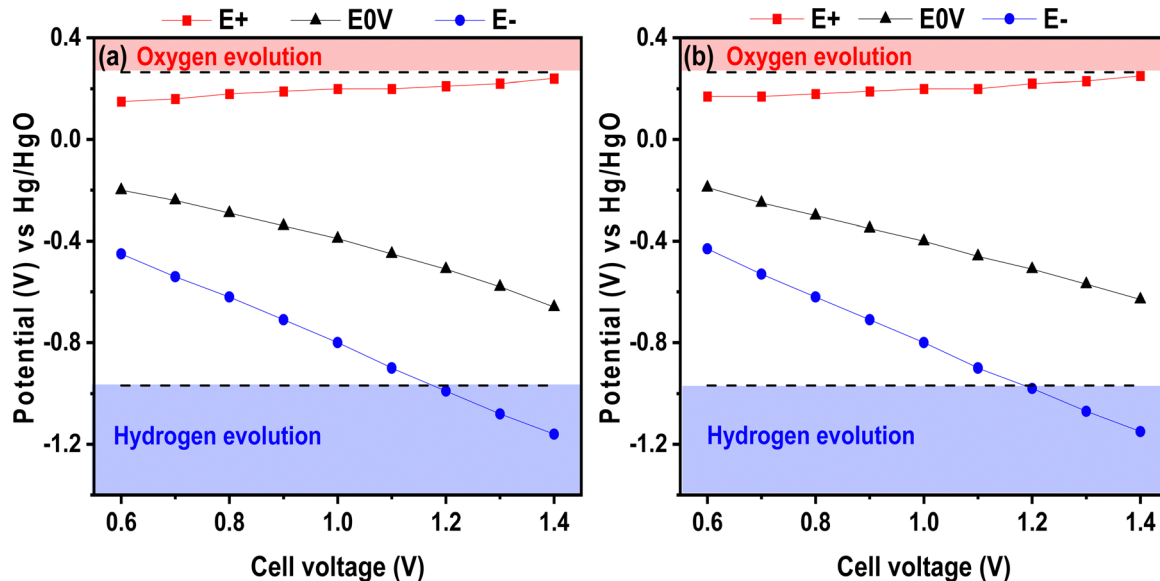 E+ E0V E-
(a) Oxygen evolution
Hydrogen evolution
0.4
0.0
-0.4
-0.8
-1.2
0.6 0.8 1.0 1.2 1.4
Potential (V) vs Hg/HgO
Cell voltage (V)
E+ E0V E-
(b) Oxygen evolution
Hydrogen evolution
0.4
0.0
-0.4
-0.8
-1.2
0.6 0.8 1.0 1.2 1.4
Potential (V) vs Hg/HgO
Cell voltage (V)